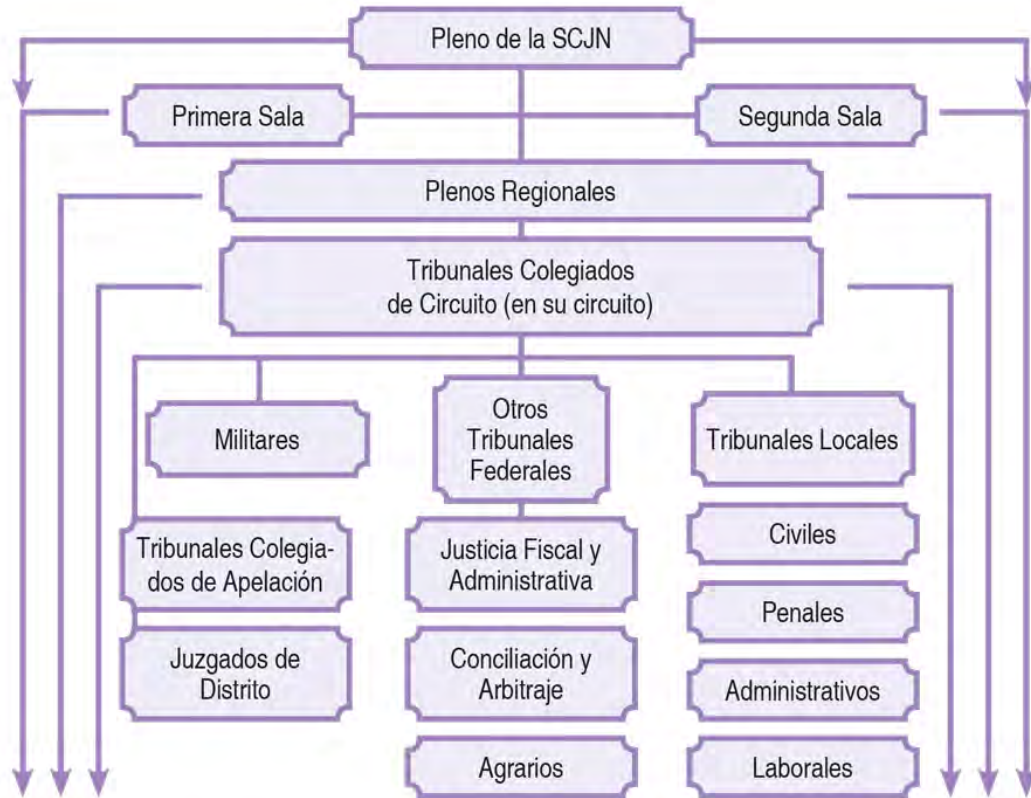 Pleno de la SCJN
Primera Sala
Segunda Sala
Plenos Regionales
Tribunales Colegiados
de Circuito (en su circuito)
Militares
Otros
Tribunales
Federales
Tribunales Locales
Tribunales Colegia-
dos de Apelación
Justicia Fiscal y
Administrativa
Civiles
Penales
Juzgados de
Distrito
Conciliación y
Arbitraje
Administrativos
Agrarios
Laborales